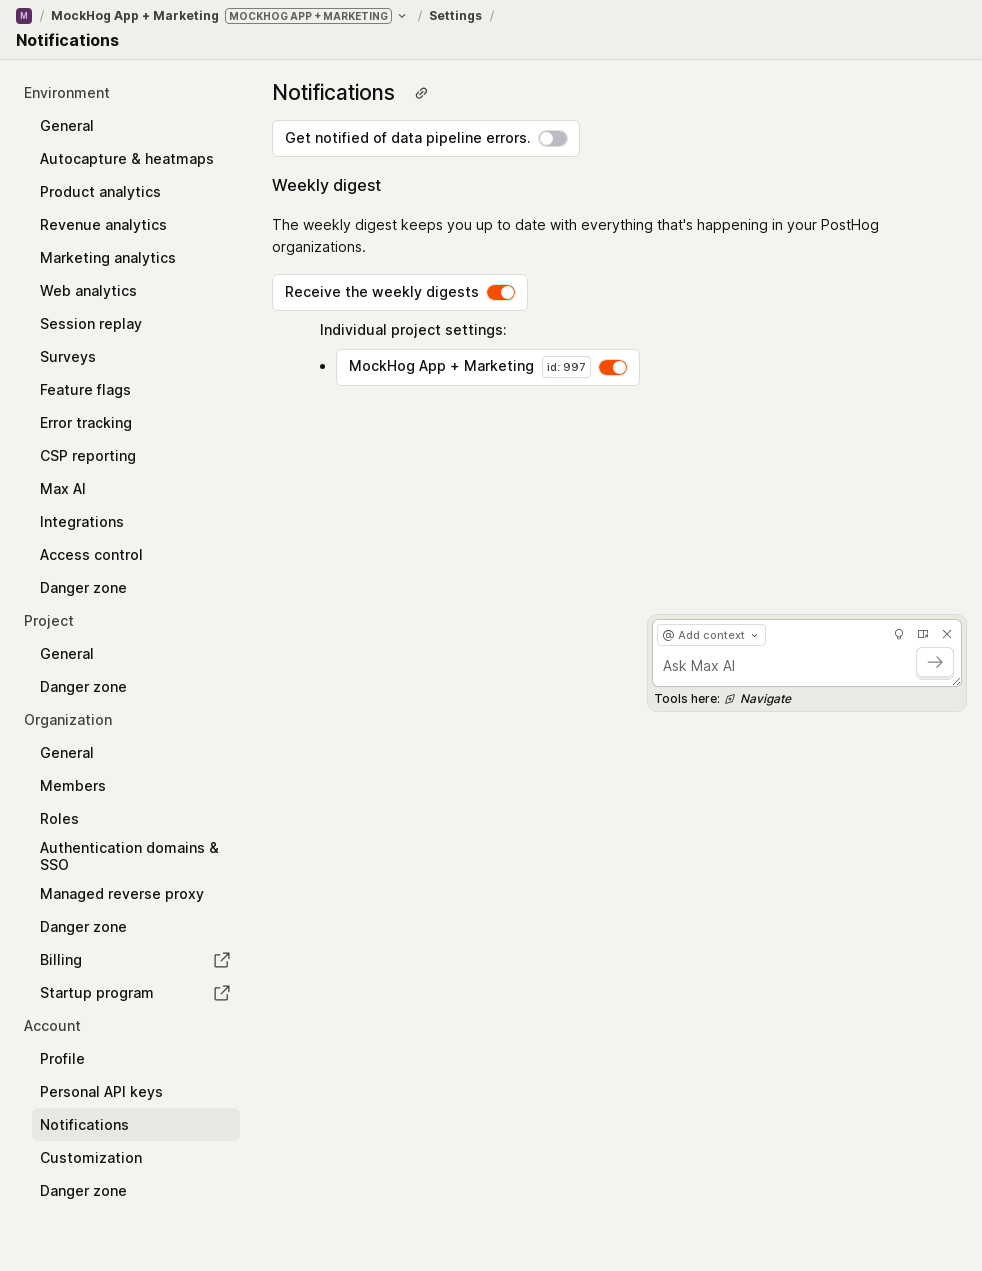 M / MockHog App + Marketing MOCKHOG APP + MARKETING / Settings /
Notifications
Environment
General
Autocapture & heatmaps
Product analytics
Revenue analytics
Marketing analytics
Web analytics
Session replay
Surveys
Feature flags
Error tracking
CSP reporting
Max AI
Integrations
Access control
Danger zone
Project
General
Danger zone
Organization
General
Members
Roles
Authentication domains &
SSO
Managed reverse proxy
Danger zone
Billing
Startup program
Account
Profile
Personal API keys
Notifications
Customization
Danger zone
Notifications
Get notified of data pipeline errors.
Weekly digest
The weekly digest keeps you up to date with everything that's happening in your PostHog
organizations.
Receive the weekly digests
Individual project settings:
• MockHog App + Marketing id: 997
@ Add context
Ask Max AI
Tools here: Navigate